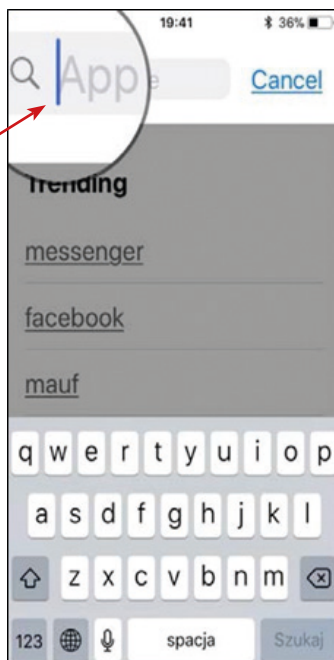 19:41 36%
App e Cancel
Trending
messenger
facebook
mauf
q w e r t y u i o p
a s d f g h j k l
z x c v b n m
123 spacja Szukaj